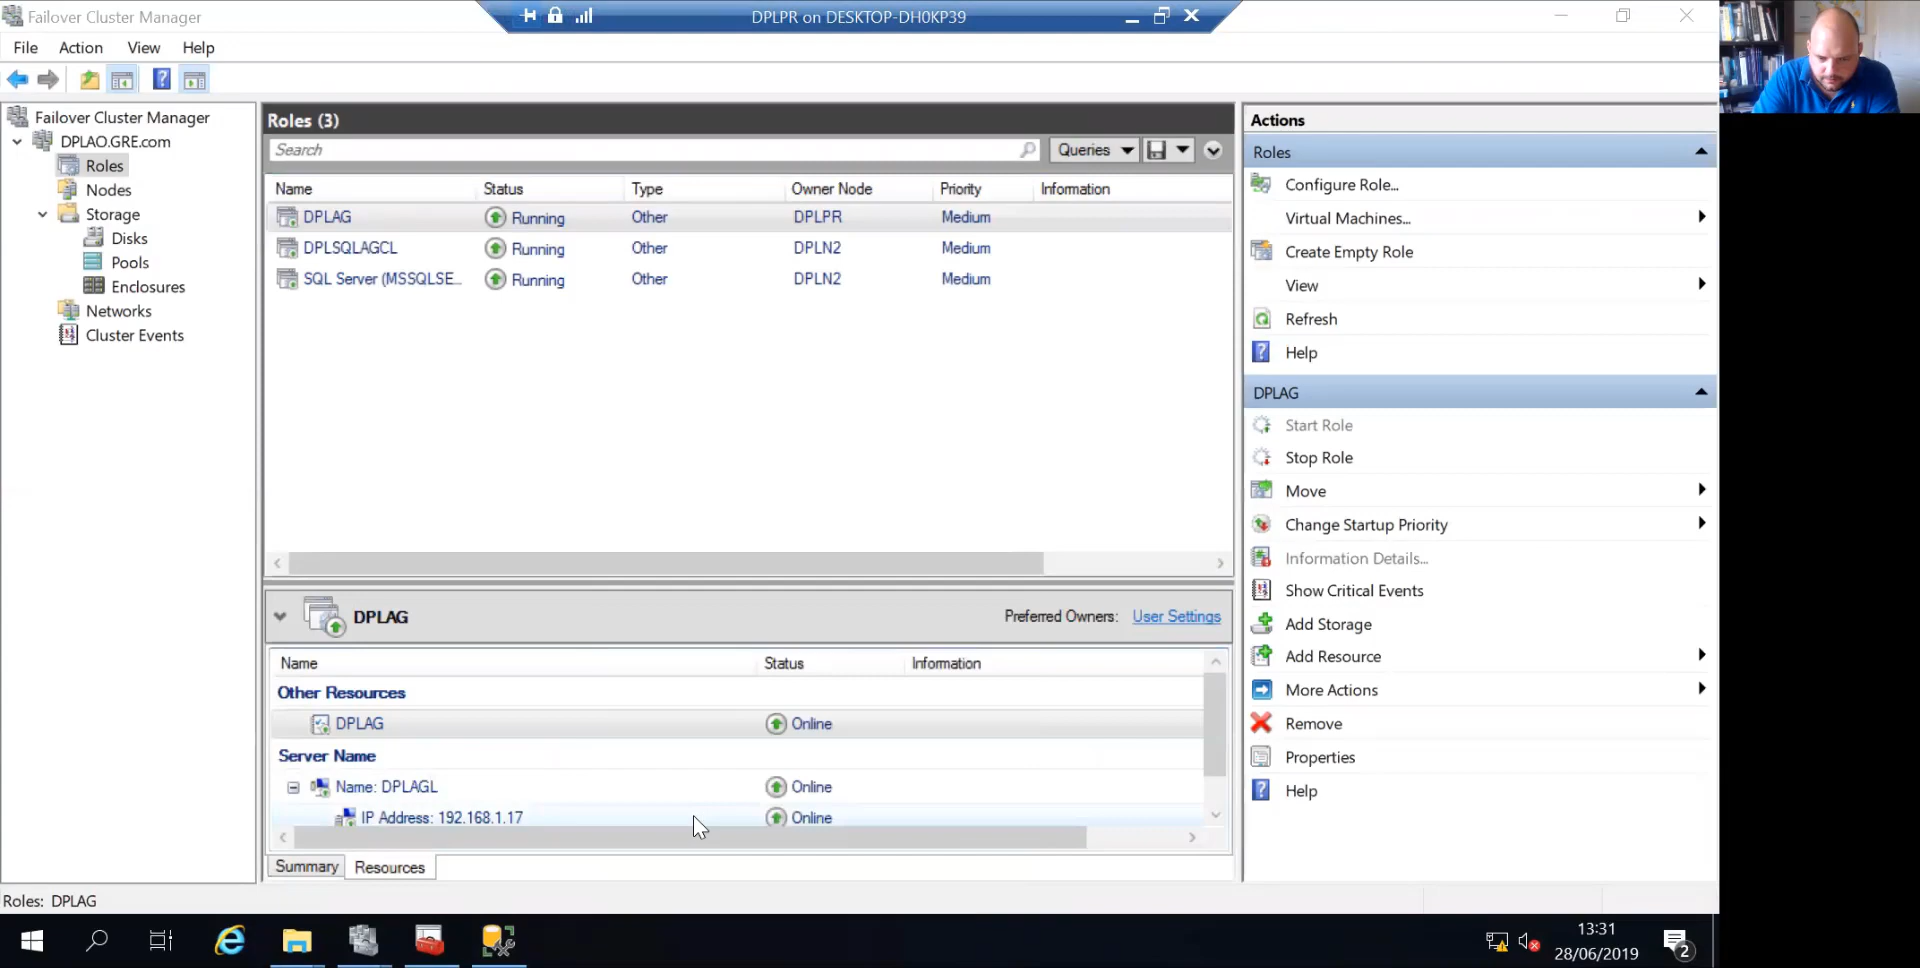 Failover Cluster Manager
DPLPR on DESKTOP-DH0KP39
File Action View Help
Failover Cluster Manager
DPLAO.GRE.com
Roles
Nodes
Storage
Disks
Pools
Enclosures
Networks
Cluster Events
Roles (3)
Search
Queries
Name Status Type Owner Node Priority Information
DPLAG Running Other DPLPR Medium
DPLSQLAGCL Running Other DPLN2 Medium
SQL Server (MSSQLSE... Running Other DPLN2 Medium
DPLAG
Preferred Owners: User Settings
Name Status Information
Other Resources
DPLAG Online
Server Name
Name: DPLAGL Online
IP Address: 192.168.1.17 Online
Summary Resources
Actions
Roles
Configure Role...
Virtual Machines...
Create Empty Role
View
Refresh
Help
DPLAG
Start Role
Stop Role
Move
Change Startup Priority
Information Details...
Show Critical Events
Add Storage
Add Resource
More Actions
Remove
Properties
Help
Roles: DPLAG
13:31
28/06/2019
2